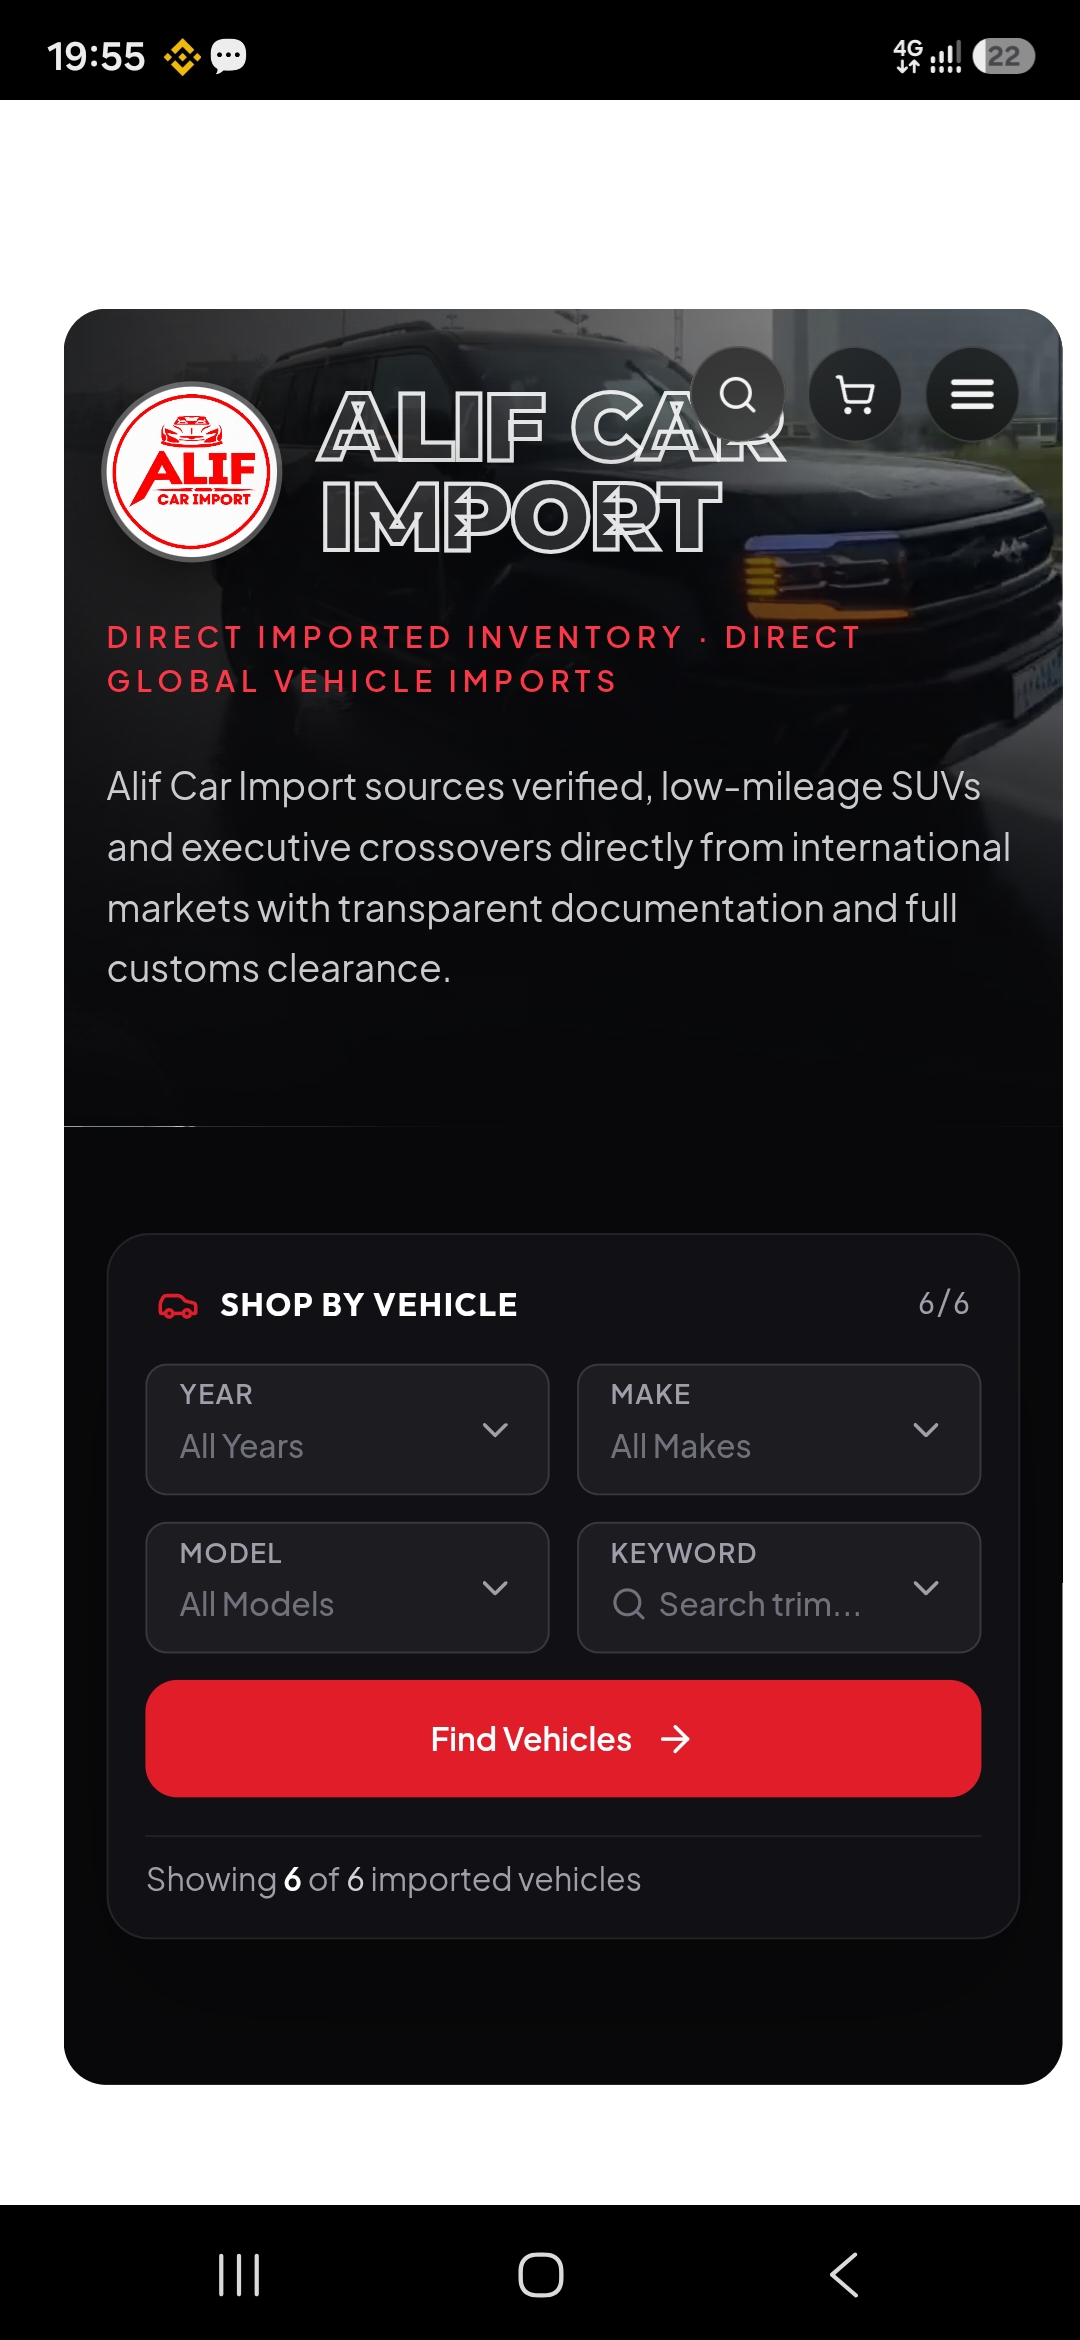 19:55
4G
22
ALIF
CAR IMPORT
ALIF CAR
IMPORT
DIRECT IMPORTED INVENTORY · DIRECT
GLOBAL VEHICLE IMPORTS
Alif Car Import sources verified, low-mileage SUVs
and executive crossovers directly from international
markets with transparent documentation and full
customs clearance.
SHOP BY VEHICLE
6/6
YEAR
All Years
MAKE
All Makes
MODEL
All Models
KEYWORD
Search trim...
Find Vehicles
Showing 6 of 6 imported vehicles